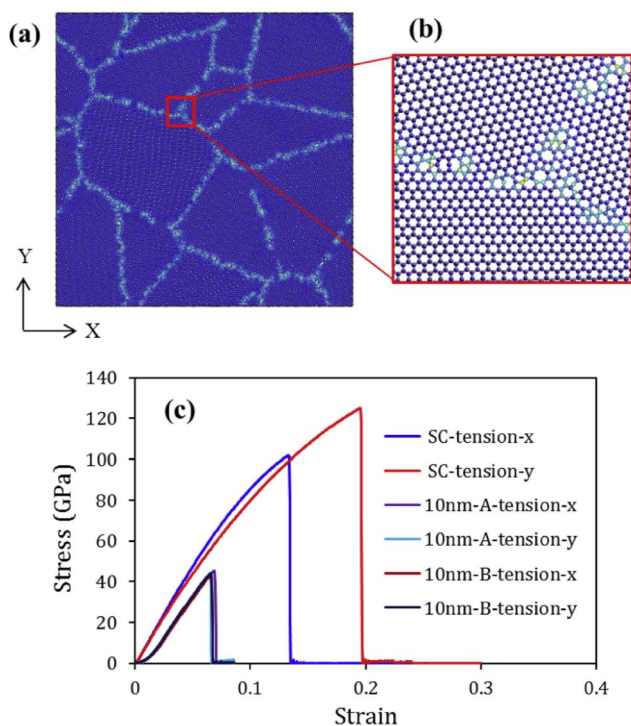 (a)
(b)
Y
X
(c)
Stress (GPa)
140
120
100
80
60
40
20
0
SC-tension-x
SC-tension-y
10nm-A-tension-x
10nm-A-tension-y
10nm-B-tension-x
10nm-B-tension-y
0 0.1 0.2 0.3 0.4
Strain